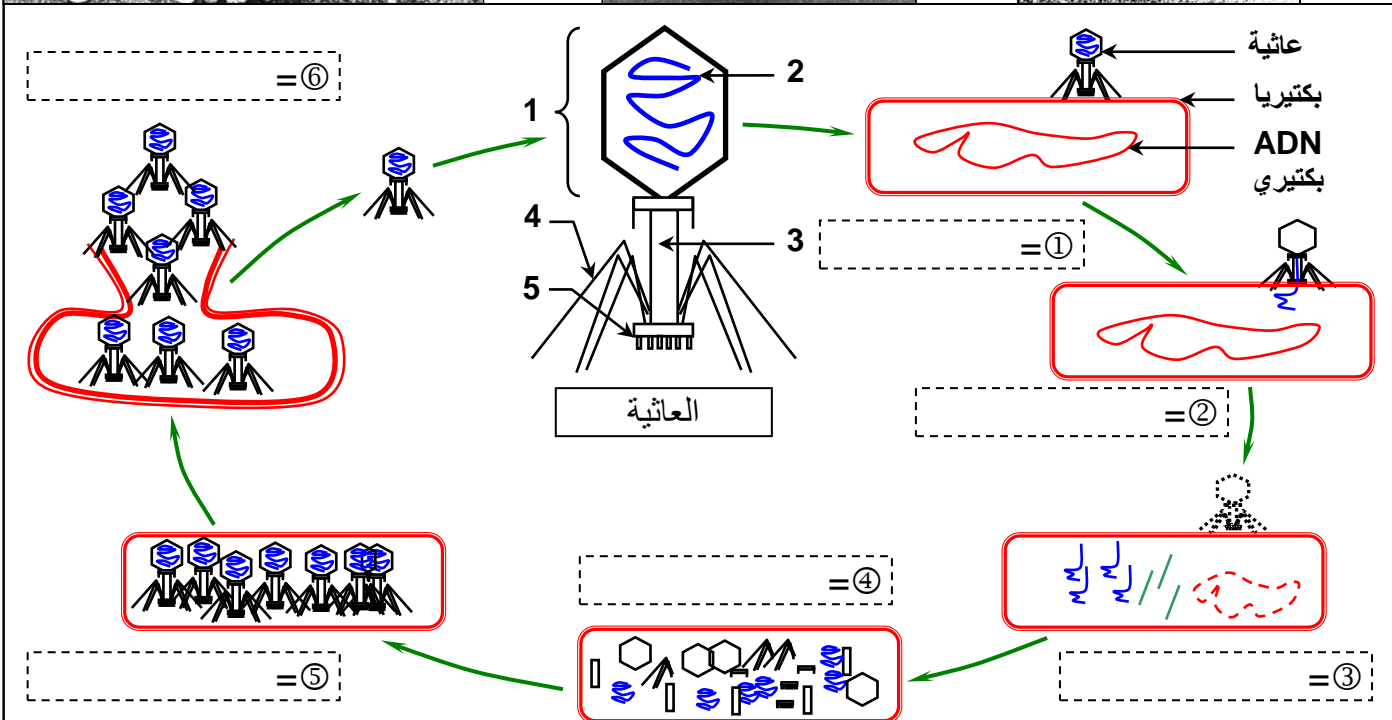 ⑥=
1
2
3
4
5
العاثية
عاثية
بكتيريا
ADN
بكتيري
①=
②=
③=
④=
⑤=